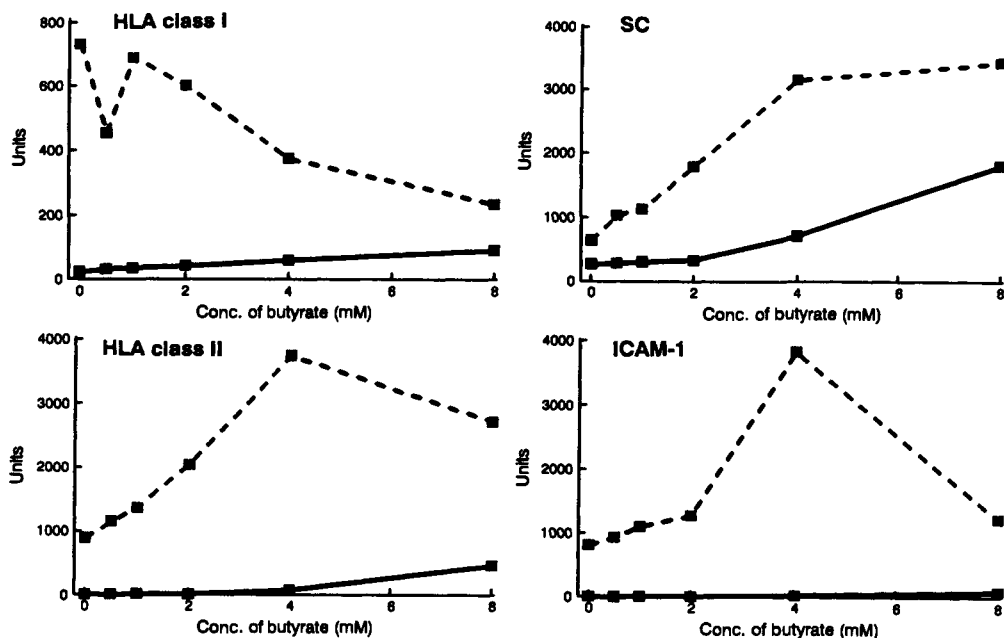 HLA class I
800
600
400
200
0
Units
0 2 4 6 8
Conc. of butyrate (mM)
SC
4000
3000
2000
1000
0
Units
0 2 4 6 8
Conc. of butyrate (mM)
HLA class II
4000
3000
2000
1000
0
Units
0 2 4 6 8
Conc. of butyrate (mM)
ICAM-1
4000
3000
2000
1000
0
Units
0 2 4 6 8
Conc. of butyrate (mM)